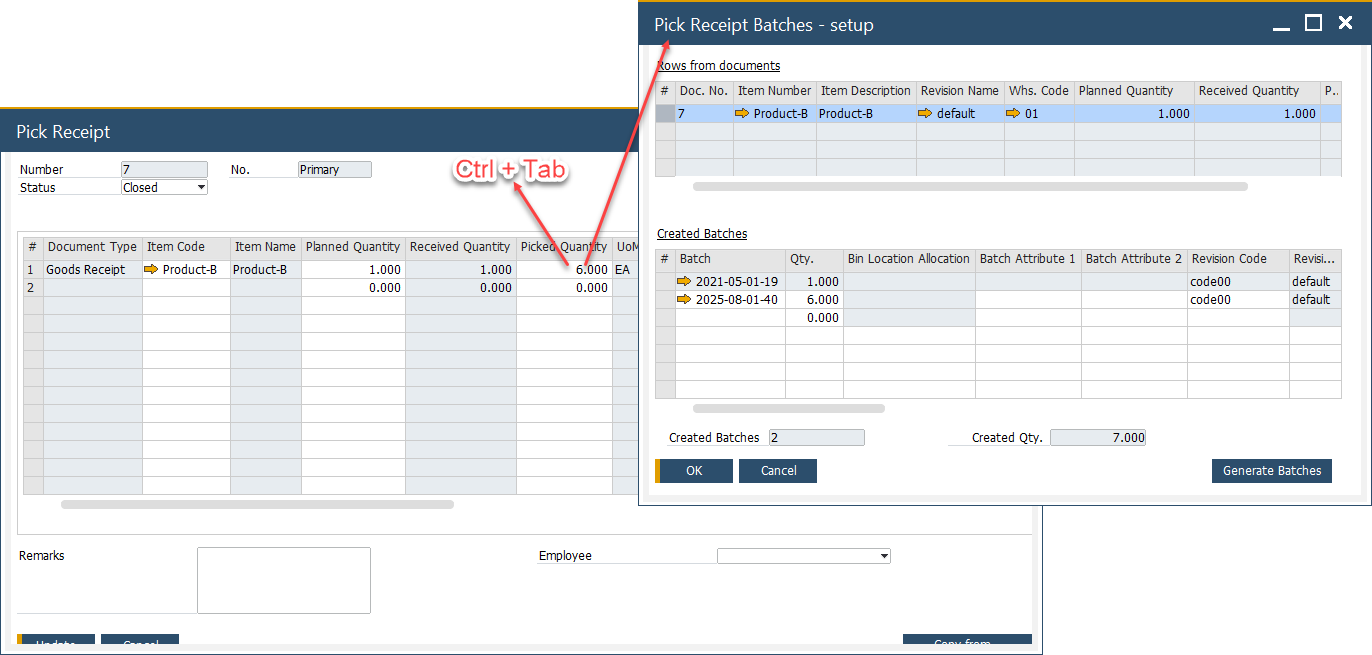 Pick Receipt Batches - setup
Rows from documents
# Doc. No. Item Number Item Description Revision Name Whs. Code Planned Quantity Received Quantity P..
7 Product-B Product-B default 01 1.000 1.000
Created Batches
# Batch Qty. Bin Location Allocation Batch Attribute 1 Batch Attribute 2 Revision Code Revisi...
2021-05-01-19 1.000 code00 default
2025-08-01-40 6.000 code00 default
0.000
Created Batches 2 Created Qty. 7.000
OK Cancel Generate Batches
Pick Receipt
Number 7 No. Primary
Status Closed
Ctrl + Tab
# Document Type Item Code Item Name Planned Quantity Received Quantity Picked Quantity UoM
1 Goods Receipt Product-B Product-B 1.000 1.000 6.000 EA
2 0.000 0.000 0.000
Remarks Employee
Update Cancel Copy from